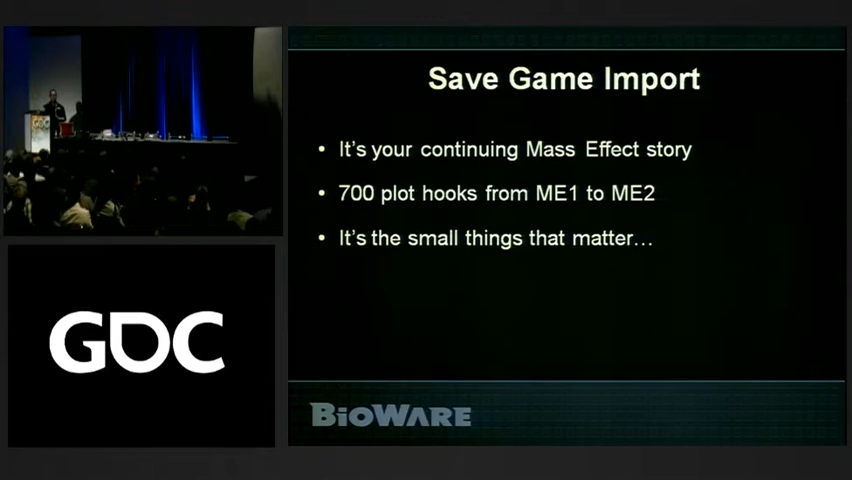 Save Game Import
• It's your continuing Mass Effect story
• 700 plot hooks from ME1 to ME2
• It's the small things that matter…
GDC
BIOWARE